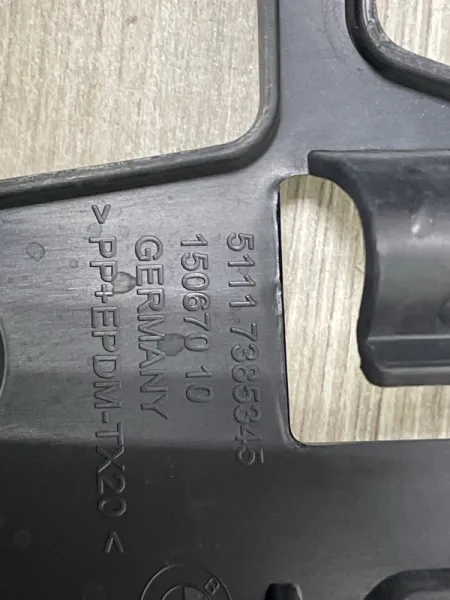 5111 7385345
150670 10
GERMANY
>PP+EPDM-TX20<